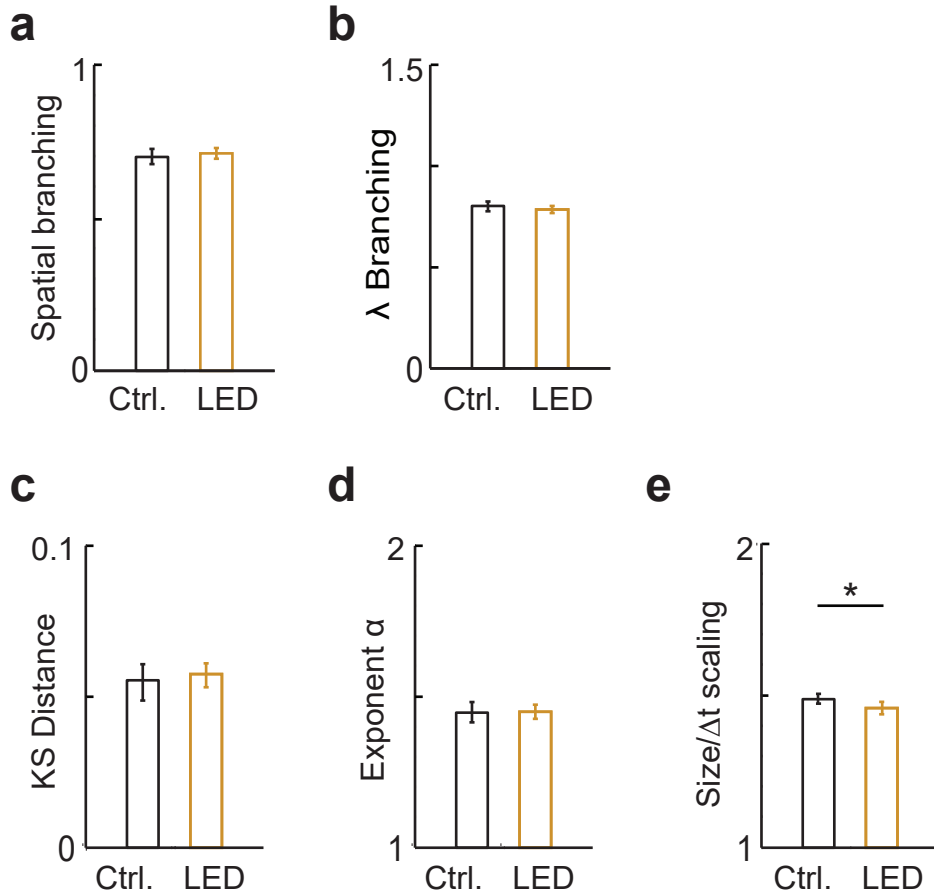 a
1
Spatial branching
0
Ctrl. LED
b
1.5
λ Branching
0
Ctrl. LED
c
0.1
KS Distance
0
Ctrl. LED
d
2
Exponent α
1
Ctrl. LED
e
2
Size/Δt scaling
*
1
Ctrl. LED